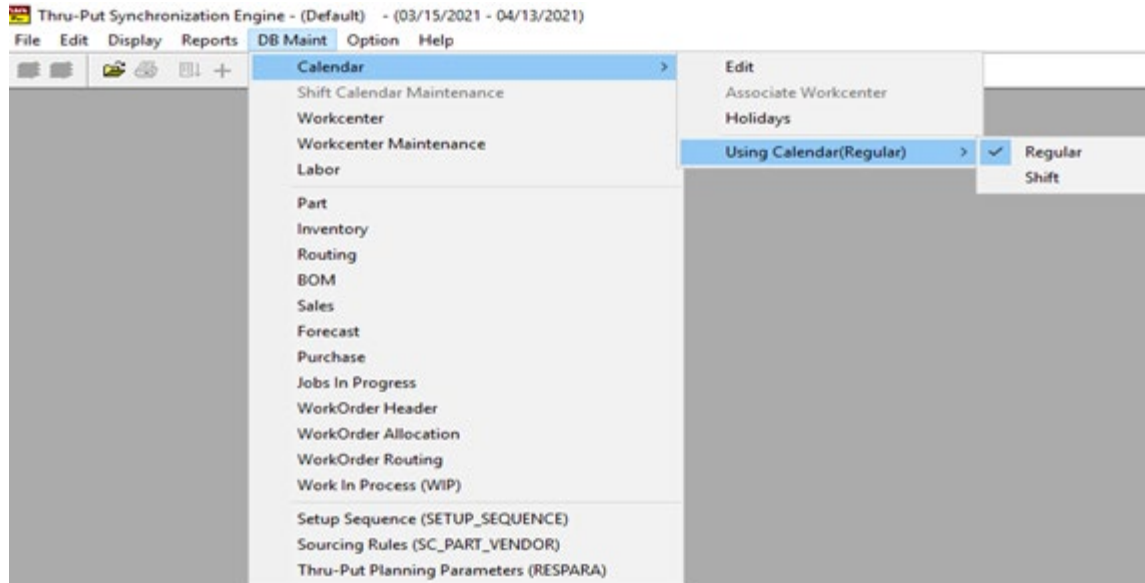 Thru-Put Synchronization Engine - (Default) - (03/15/2021 - 04/13/2021)
File Edit Display Reports DB Maint Option Help
Calendar
Shift Calendar Maintenance
Workcenter
Workcenter Maintenance
Labor
Part
Inventory
Routing
BOM
Sales
Forecast
Purchase
Jobs In Progress
WorkOrder Header
WorkOrder Allocation
WorkOrder Routing
Work In Process (WIP)
Setup Sequence (SETUP_SEQUENCE)
Sourcing Rules (SC_PART_VENDOR)
Thru-Put Planning Parameters (RESPARA)
Edit
Associate Workcenter
Holidays
Using Calendar(Regular)
Regular
Shift